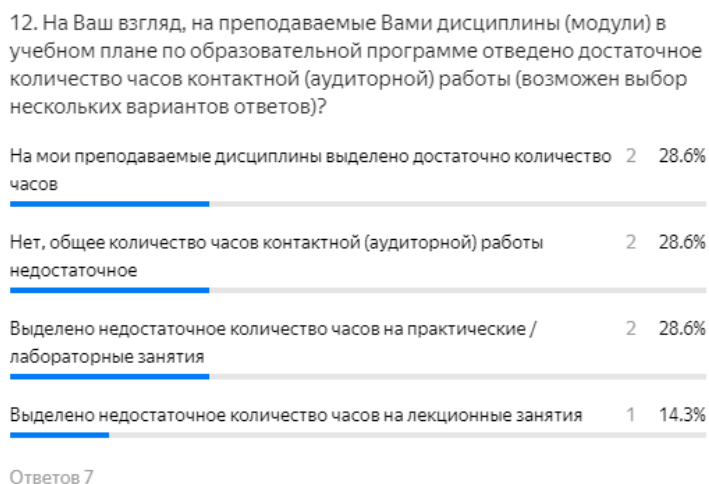 12. На Ваш взгляд, на преподаваемые Вами дисциплины (модули) в
учебном плане по образовательной программе отведено достаточное
количество часов контактной (аудиторной) работы (возможен выбор
нескольких вариантов ответов)?
На мои преподаваемые дисциплины выделено достаточно количество 2 28.6%
часов
Нет, общее количество часов контактной (аудиторной) работы 2 28.6%
недостаточное
Выделено недостаточное количество часов на практические / 2 28.6%
лабораторные занятия
Выделено недостаточное количество часов на лекционные занятия 1 14.3%
Ответов 7